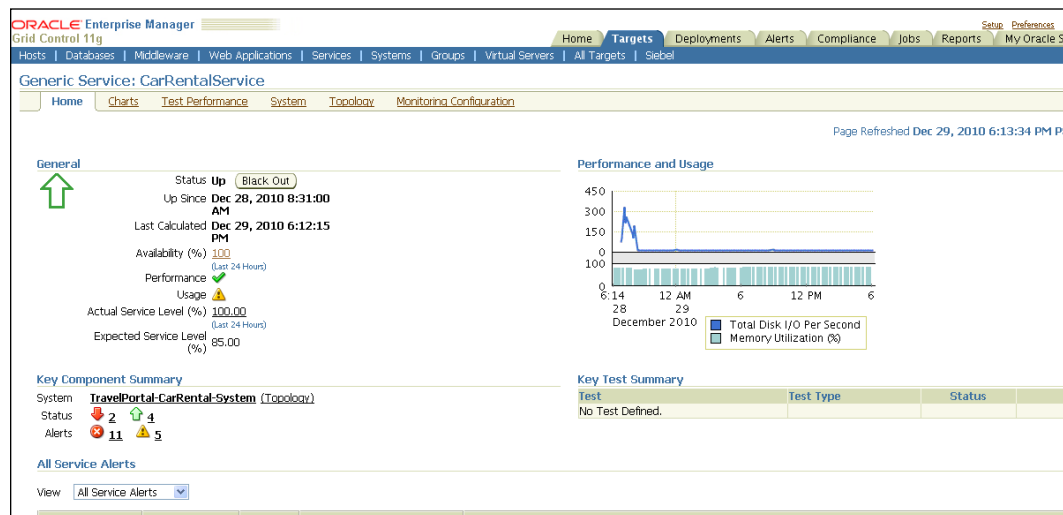 ORACLE Enterprise Manager
Grid Control 11g
Setup Preferences
Home Targets Deployments Alerts Compliance Jobs Reports My Oracle S
Hosts | Databases | Middleware | Web Applications | Services | Systems | Groups | Virtual Servers | All Targets | Siebel
Generic Service: CarRentalService
Home Charts Test Performance System Topology Monitoring Configuration
Page Refreshed Dec 29, 2010 6:13:34 PM P
General
Status Up Black Out
Up Since Dec 28, 2010 8:31:00
AM
Last Calculated Dec 29, 2010 6:12:15
PM
Availability (%) 100
(Last 24 Hours)
Performance
Usage
Actual Service Level (%) 100.00
(Last 24 Hours)
Expected Service Level
(%) 85.00
Performance and Usage
450
300
150
0
100
0
6:14 12 AM 6 12 PM 6
28 29
December 2010
Total Disk I/O Per Second
Memory Utilization (%)
Key Component Summary
System TravelPortal-CarRental-System (Topology)
Status 2 4
Alerts 11 5
Key Test Summary
Test Test Type Status
No Test Defined.
All Service Alerts
View All Service Alerts